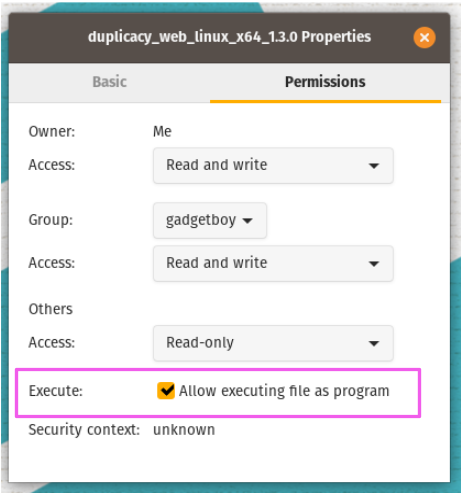 duplicacy_web_linux_x64_1.3.0 Properties
Basic Permissions
Owner: Me
Access: Read and write
Group: gadgetboy
Access: Read and write
Others
Access: Read-only
Execute: Allow executing file as program
Security context: unknown